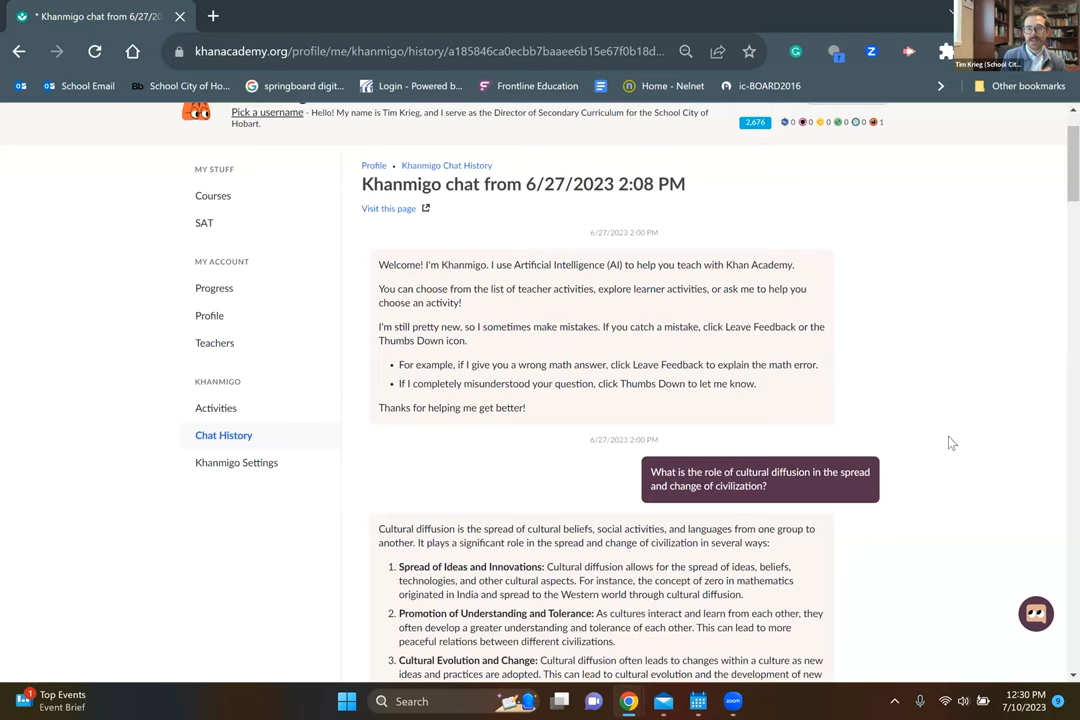 * Khanmigo chat from 6/27/20
khanacademy.org/profile/me/khanmigo/history/a185846ca0ecbb7baaee6b15e67f0b18d...
School Email
Bb School City of Ho...
springboard digit...
Login - Powered b...
Frontline Education
Home - Nelnet
ic-BOARD2016
Other bookmarks
Tim Krieg (School Cit...
Pick a username - Hello! My name is Tim Krieg, and I serve as the Director of Secondary Curriculum for the School City of
Hobart.
2,676
0 0 0 0 0 1
MY STUFF
Courses
SAT
MY ACCOUNT
Progress
Profile
Teachers
KHANMIGO
Activities
Chat History
Khanmigo Settings
Profile • Khanmigo Chat History
Khanmigo chat from 6/27/2023 2:08 PM
Visit this page
6/27/2023 2:00 PM
Welcome! I'm Khanmigo. I use Artificial Intelligence (AI) to help you teach with Khan Academy.
You can choose from the list of teacher activities, explore learner activities, or ask me to help you
choose an activity!
I'm still pretty new, so I sometimes make mistakes. If you catch a mistake, click Leave Feedback or the
Thumbs Down icon.
• For example, if I give you a wrong math answer, click Leave Feedback to explain the math error.
• If I completely misunderstood your question, click Thumbs Down to let me know.
Thanks for helping me get better!
6/27/2023 2:00 PM
What is the role of cultural diffusion in the spread
and change of civilization?
Cultural diffusion is the spread of cultural beliefs, social activities, and languages from one group to
another. It plays a significant role in the spread and change of civilization in several ways:
1. Spread of Ideas and Innovations: Cultural diffusion allows for the spread of ideas, beliefs,
technologies, and other cultural aspects. For instance, the concept of zero in mathematics
originated in India and spread to the Western world through cultural diffusion.
2. Promotion of Understanding and Tolerance: As cultures interact and learn from each other, they
often develop a greater understanding and tolerance of each other. This can lead to more
peaceful relations between different civilizations.
3. Cultural Evolution and Change: Cultural diffusion often leads to changes within a culture as new
ideas and practices are adopted. This can lead to cultural evolution and the development of new
1
Top Events
Event Brief
Search
zoom
12:30 PM
7/10/2023
9